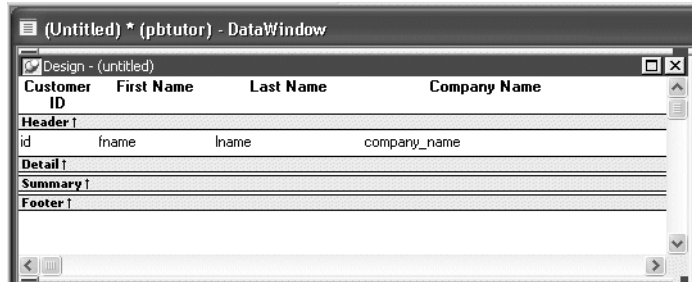 (Untitled) * (pbtutor) - DataWindow
Design - (untitled)
Customer ID First Name Last Name Company Name
Header ↑
id fname lname company_name
Detail ↑
Summary ↑
Footer ↑